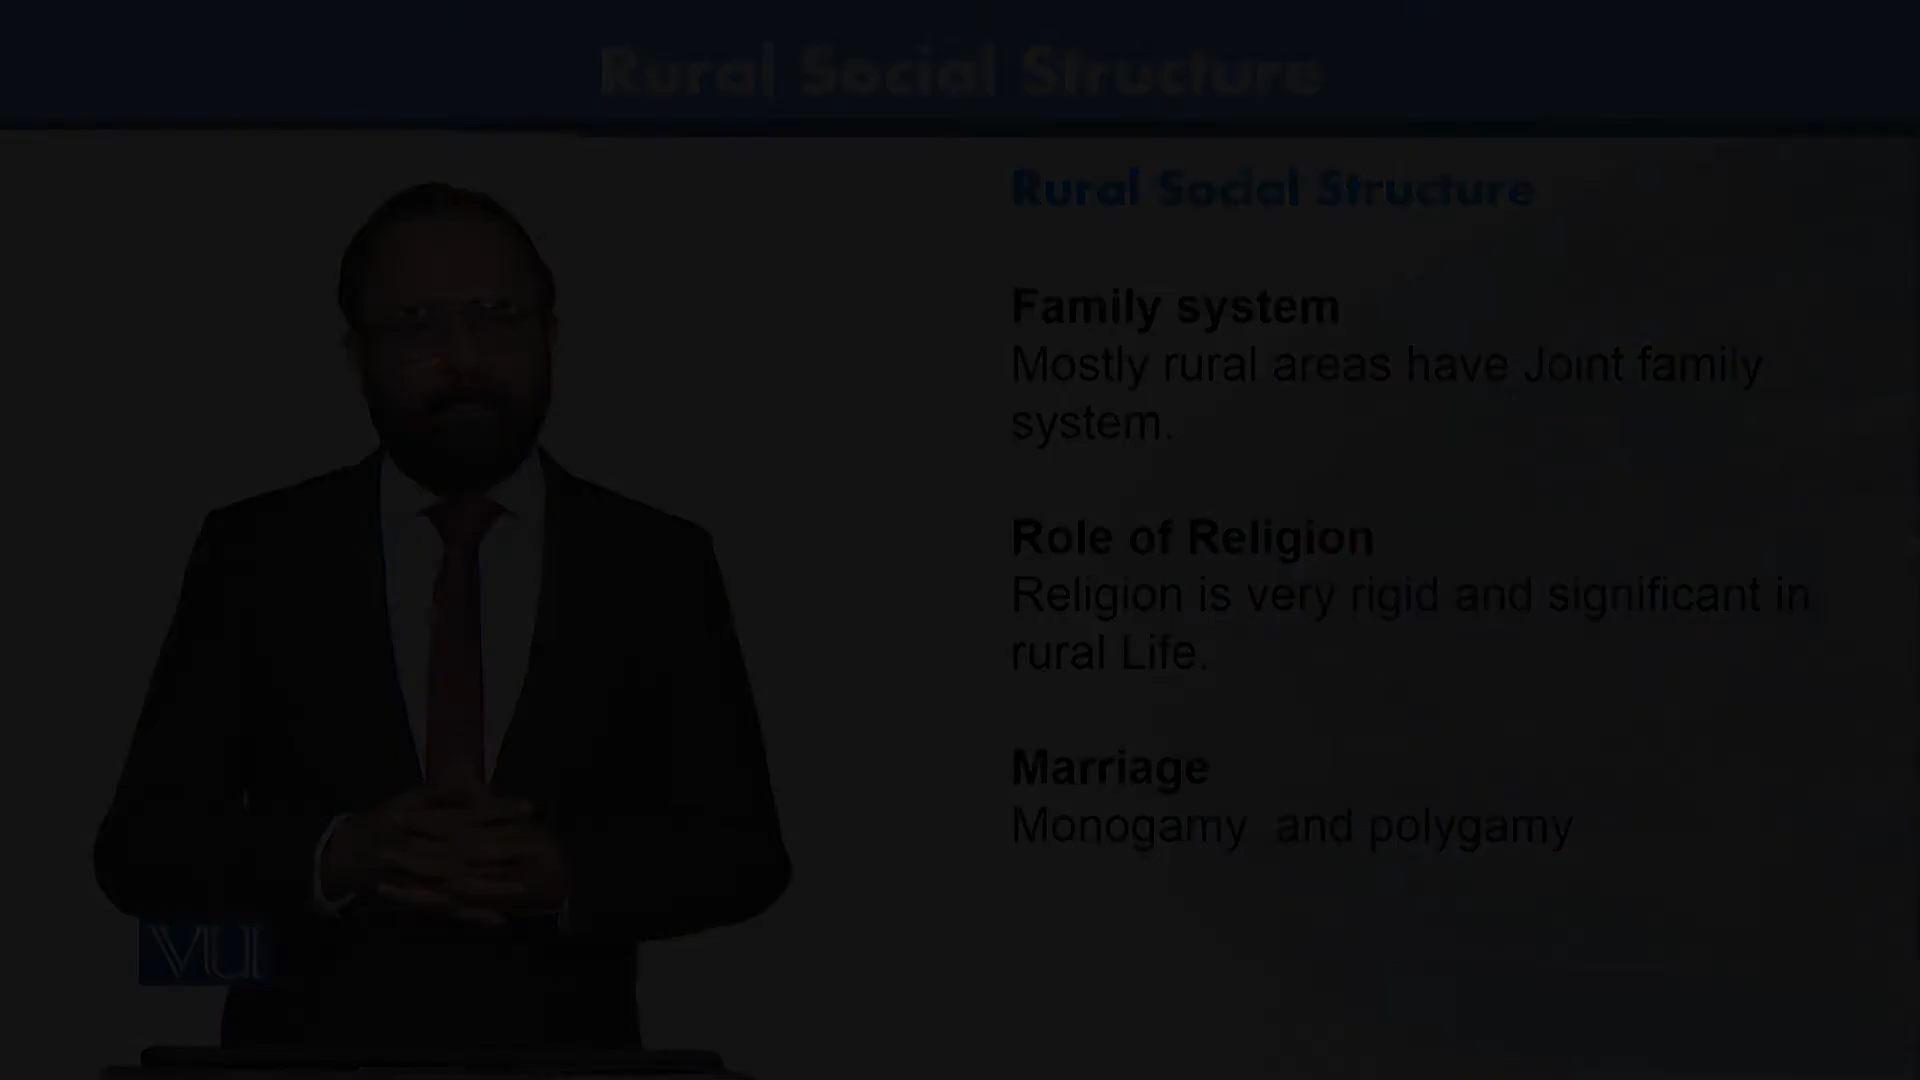 Rural Social Structure
Rural Social Structure
Family system
Mostly rural areas have Joint family
system.
Role of Religion
Religion is very rigid and significant in
rural Life.
Marriage
Monogamy and polygamy
VU